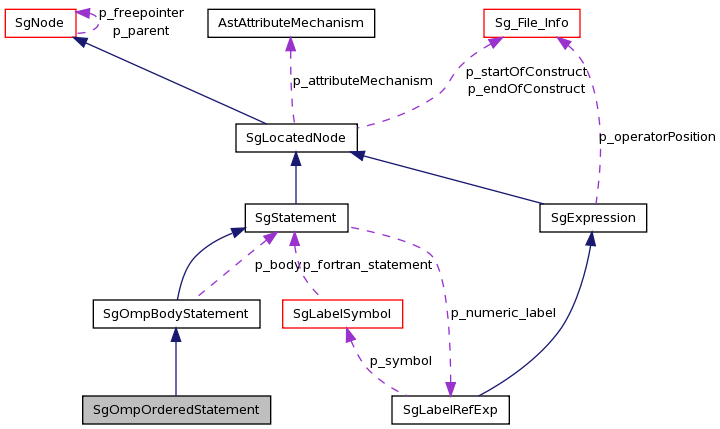 SgNode
p_freepointer
p_parent
AstAttributeMechanism
Sg_File_Info
p_attributeMechanism
p_startOfConstruct
p_endOfConstruct
SgLocatedNode
p_operatorPosition
SgStatement
SgExpression
p_body
p_fortran_statement
SgOmpBodyStatement
SgLabelSymbol
p_numeric_label
p_symbol
SgOmpOrderedStatement
SgLabelRefExp